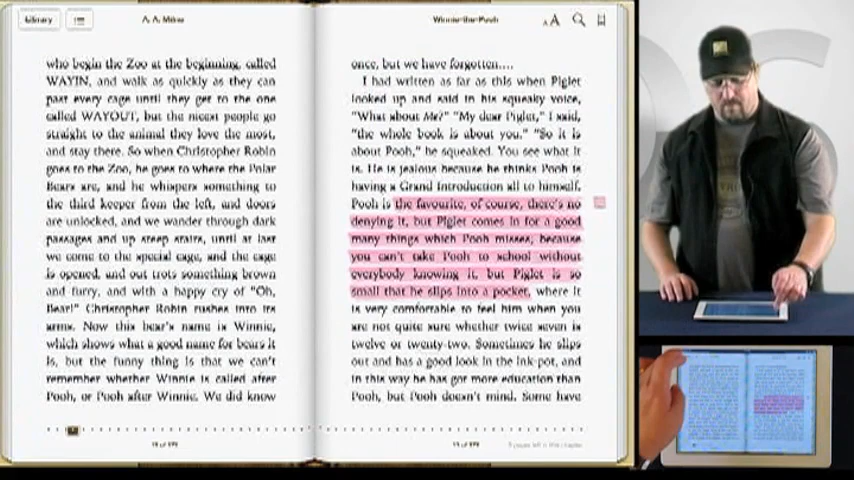 Library
A. A. Milne
who begin the Zoo at the beginning, called
WAYIN, and walk as quickly as they can
past every cage until they get to the one
called WAYOUT, but the nicest people go
straight to the animal they love the most,
and stay there. So when Christopher Robin
goes to the Zoo, he goes to where the Polar
Bears are, and he whispers something to
the third keeper from the left, and doors
are unlocked, and we wander through dark
passages and up steep stairs, until at last
we come to the special cage, and the cage
is opened, and out trots something brown
and furry, and with a happy cry of "Oh,
Bear!" Christopher Robin rushes into its
arms. Now this bear's name is Winnie,
which shows what a good name for bears it
is, but the funny thing is that we can't
remember whether Winnie is called after
Pooh, or Pooh after Winnie. We did know
Winnie-the-Pooh
AA
once, but we have forgotten....
I had written as far as this when Piglet
looked up and said in his squeaky voice,
"What about Me?" "My dear Piglet," I said,
"the whole book is about you." "So it is
about Pooh," he squeaked. You see what it
is. He is jealous because he thinks Pooh is
having a Grand Introduction all to himself.
Pooh is the favourite, of course, there's no
denying it, but Piglet comes in for a good
many things which Pooh misses; because
you can't take Pooh to school without
everybody knowing it, but Piglet is so
small that he slips into a pocket, where it
is very comfortable to feel him when you
are not quite sure whether twice seven is
twelve or twenty-two. Sometimes he slips
out and has a good look in the ink-pot, and
in this way he has got more education than
Pooh, but Pooh doesn't mind. Some have